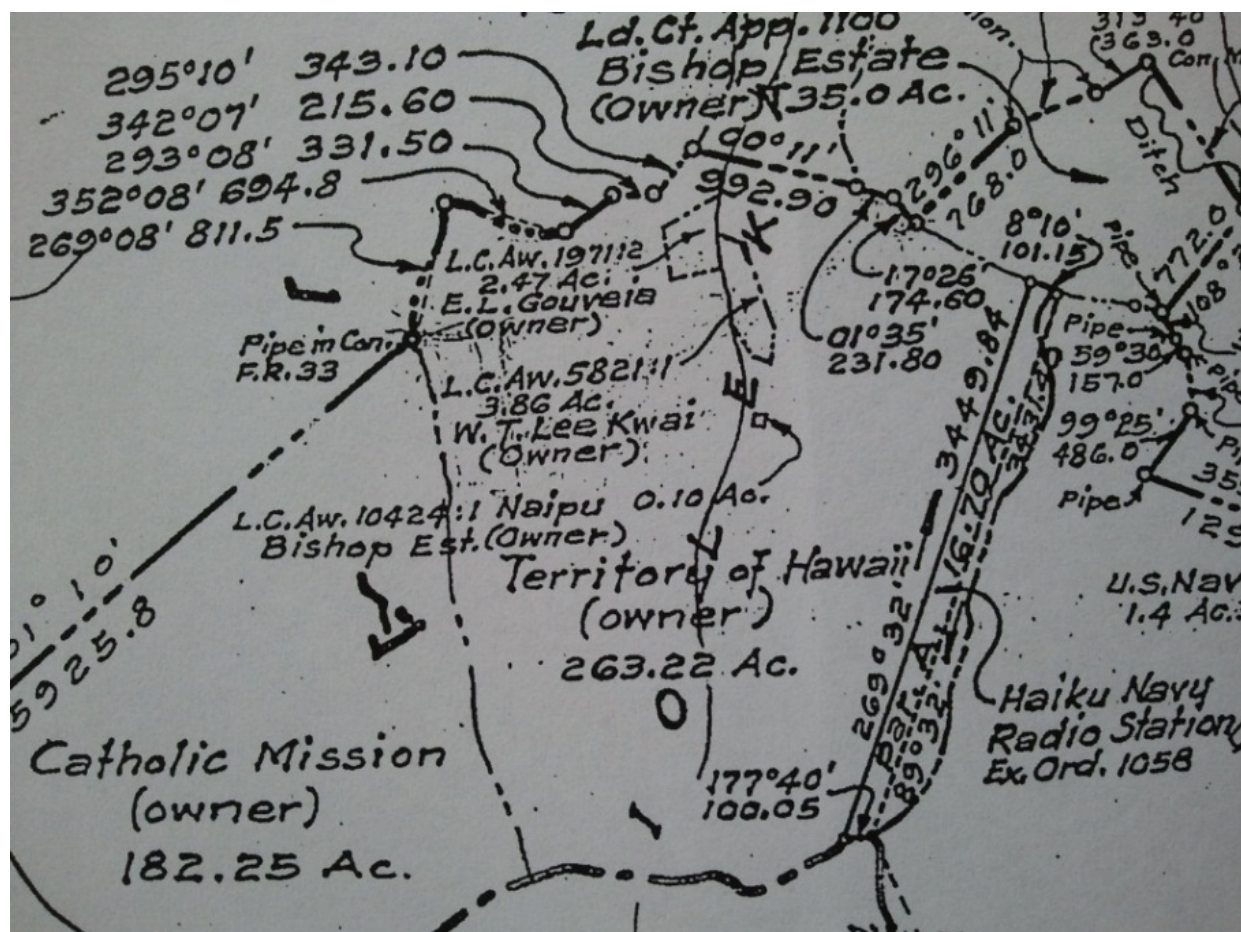 Ld. Ct. App. 1100
Bishop Estate
(Owner) 35.0 Ac.
295°10' 343.10
342°07' 215.60
293°08' 331.50
352°08' 694.8
269°08' 811.5
363.0
Ditch
00°11'
992.90
296°11'
768.0
8°10'
101.15
Pipe
772.0
17°26'
174.60
01°35'
231.80
Pipe
59°30'
157.0
99°25'
486.0
Pipe
L.C.Aw. 1971:2
2.47 Ac.
E.L. Gouveia
(owner)
Pipe in Con.
F.R. 33
L.C.Aw. 5821:1
3.86 Ac.
W. T. Lee Kwai
(Owner)
L.C.Aw. 10424:1 Naipu 0.10 Ac.
Bishop Est. (Owner)
Territory of Hawaii
(owner)
263.22 Ac.
269°32' 3449.84
16.70 Ac.
89°32'
U.S. Nav
1.4 Ac.
Haiku Navy
Radio Station
Ex. Ord. 1058
177°40'
100.05
5925.8
Catholic Mission
(owner)
182.25 Ac.
K
E
L
O
I